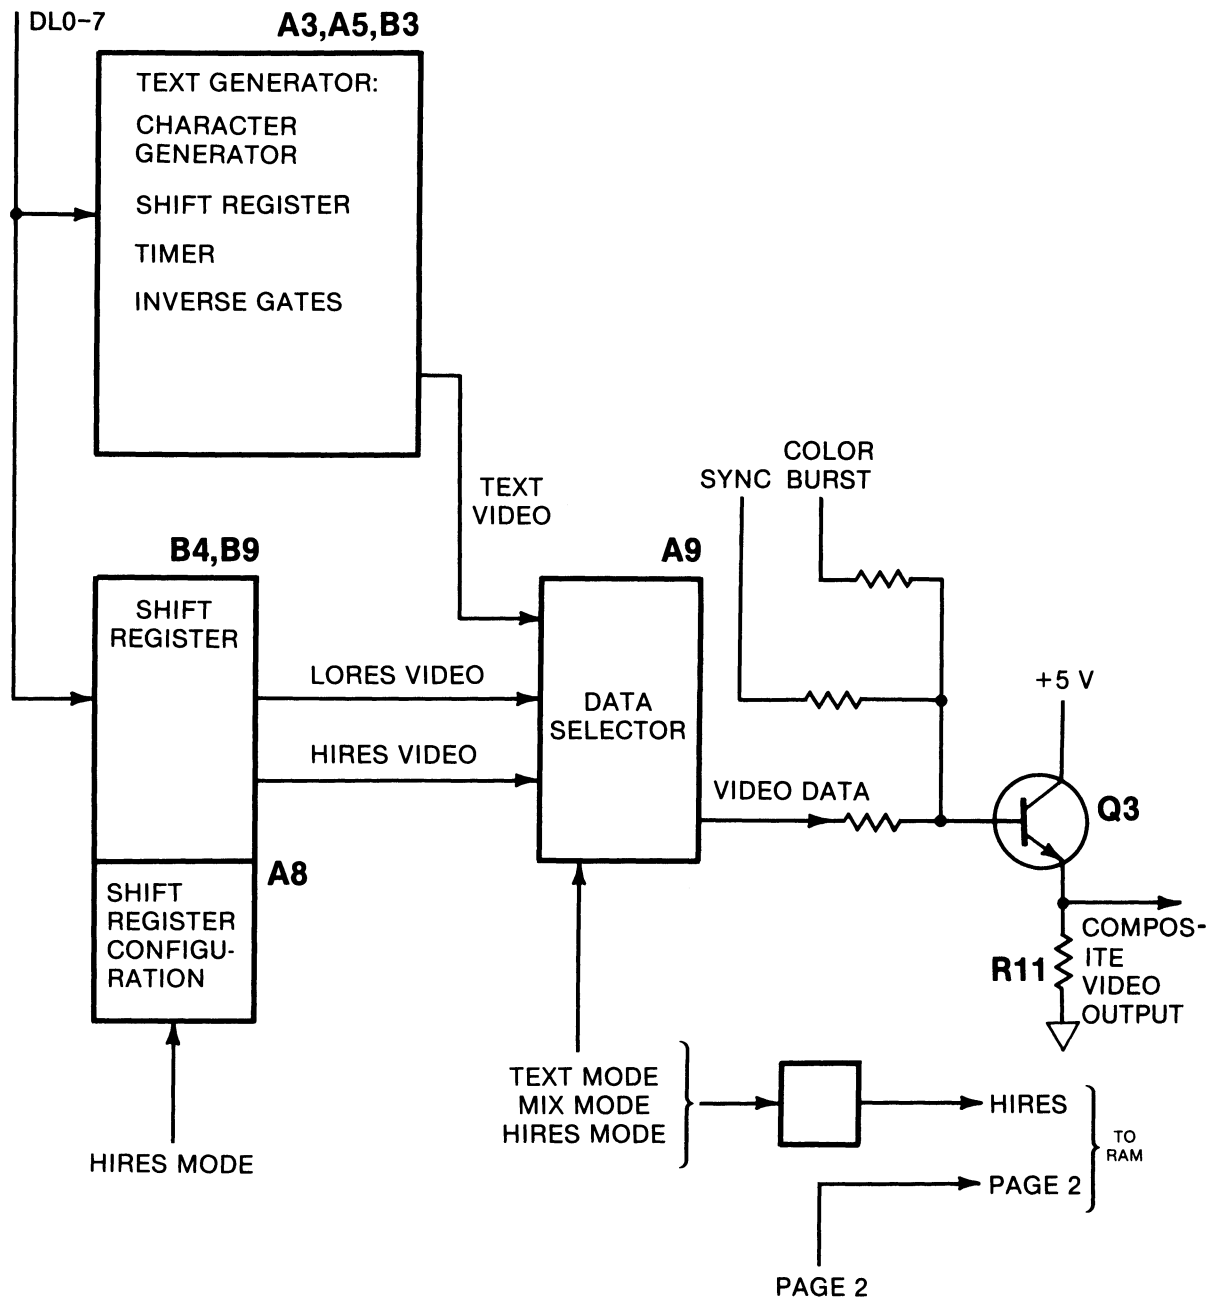 DL0-7
A3,A5,B3
TEXT GENERATOR:
CHARACTER
GENERATOR
SHIFT REGISTER
TIMER
INVERSE GATES
TEXT
VIDEO
COLOR
SYNC BURST
B4,B9
SHIFT
REGISTER
LORES VIDEO
HIRES VIDEO
A9
DATA
SELECTOR
VIDEO DATA
+5 V
Q3
A8
SHIFT
REGISTER
CONFIGU-
RATION
HIRES MODE
R11
COMPOS-
ITE
VIDEO
OUTPUT
TEXT MODE
MIX MODE
HIRES MODE
HIRES
PAGE 2
TO
RAM
PAGE 2